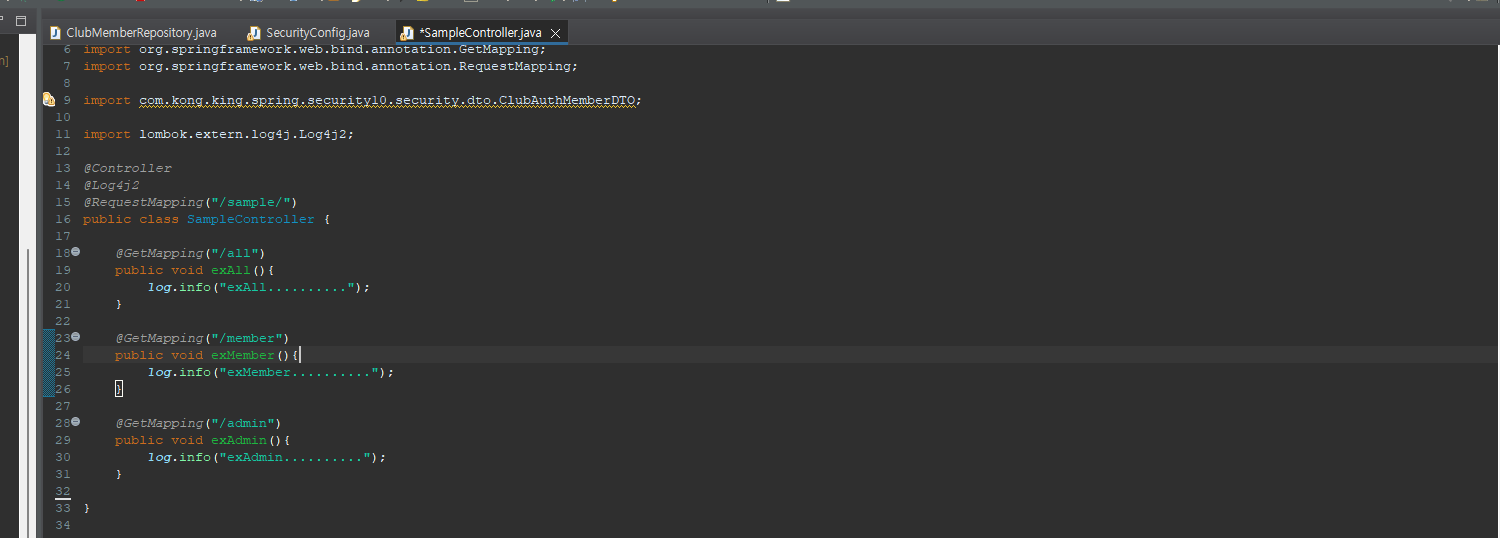 ClubMemberRepository.java SecurityConfig.java *SampleController.java
n]
6 import org.springframework.web.bind.annotation.GetMapping;
7 import org.springframework.web.bind.annotation.RequestMapping;
8
9 import com.kong.king.spring.security10.security.dto.ClubAuthMemberDTO;
10
11 import lombok.extern.log4j.Log4j2;
12
13 @Controller
14 @Log4j2
15 @RequestMapping("/sample/")
16 public class SampleController {
17
18 @GetMapping("/all")
19 public void exAll(){
20 log.info("exAll..........");
21 }
22
23 @GetMapping("/member")
24 public void exMember(){
25 log.info("exMember..........");
26 }
27
28 @GetMapping("/admin")
29 public void exAdmin(){
30 log.info("exAdmin..........");
31 }
32
33 }
34